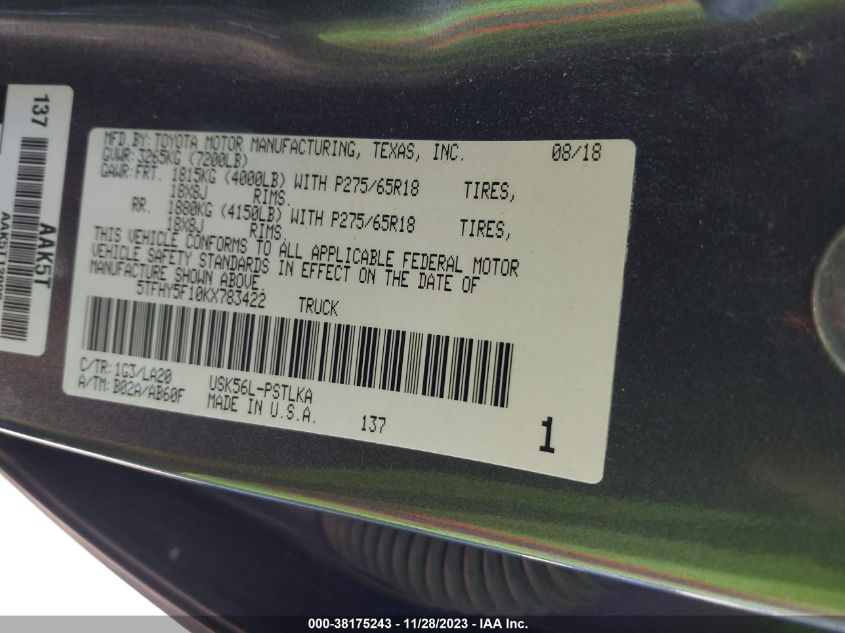 137
AAK5T
MFD.BY:TOYOTA MOTOR MANUFACTURING, TEXAS, INC. 08/18
GVWR:3265KG (7200LB)
GAWR:FRT. 1815KG (4000LB) WITH P275/65R18 TIRES,
18X8J RIMS.
RR. 1880KG (4150LB) WITH P275/65R18 TIRES,
18X8J RIMS.
THIS VEHICLE CONFORMS TO ALL APPLICABLE FEDERAL MOTOR
VEHICLE SAFETY STANDARDS IN EFFECT ON THE DATE OF
MANUFACTURE SHOWN ABOVE.
5TFHY5F10KX783422 TRUCK
C/TR:1G3/LA20 USK56L-PSTLKA
A/TM:B02A/AB60F MADE IN U.S.A. 137 1
000-38175243 - 11/28/2023 - IAA Inc.